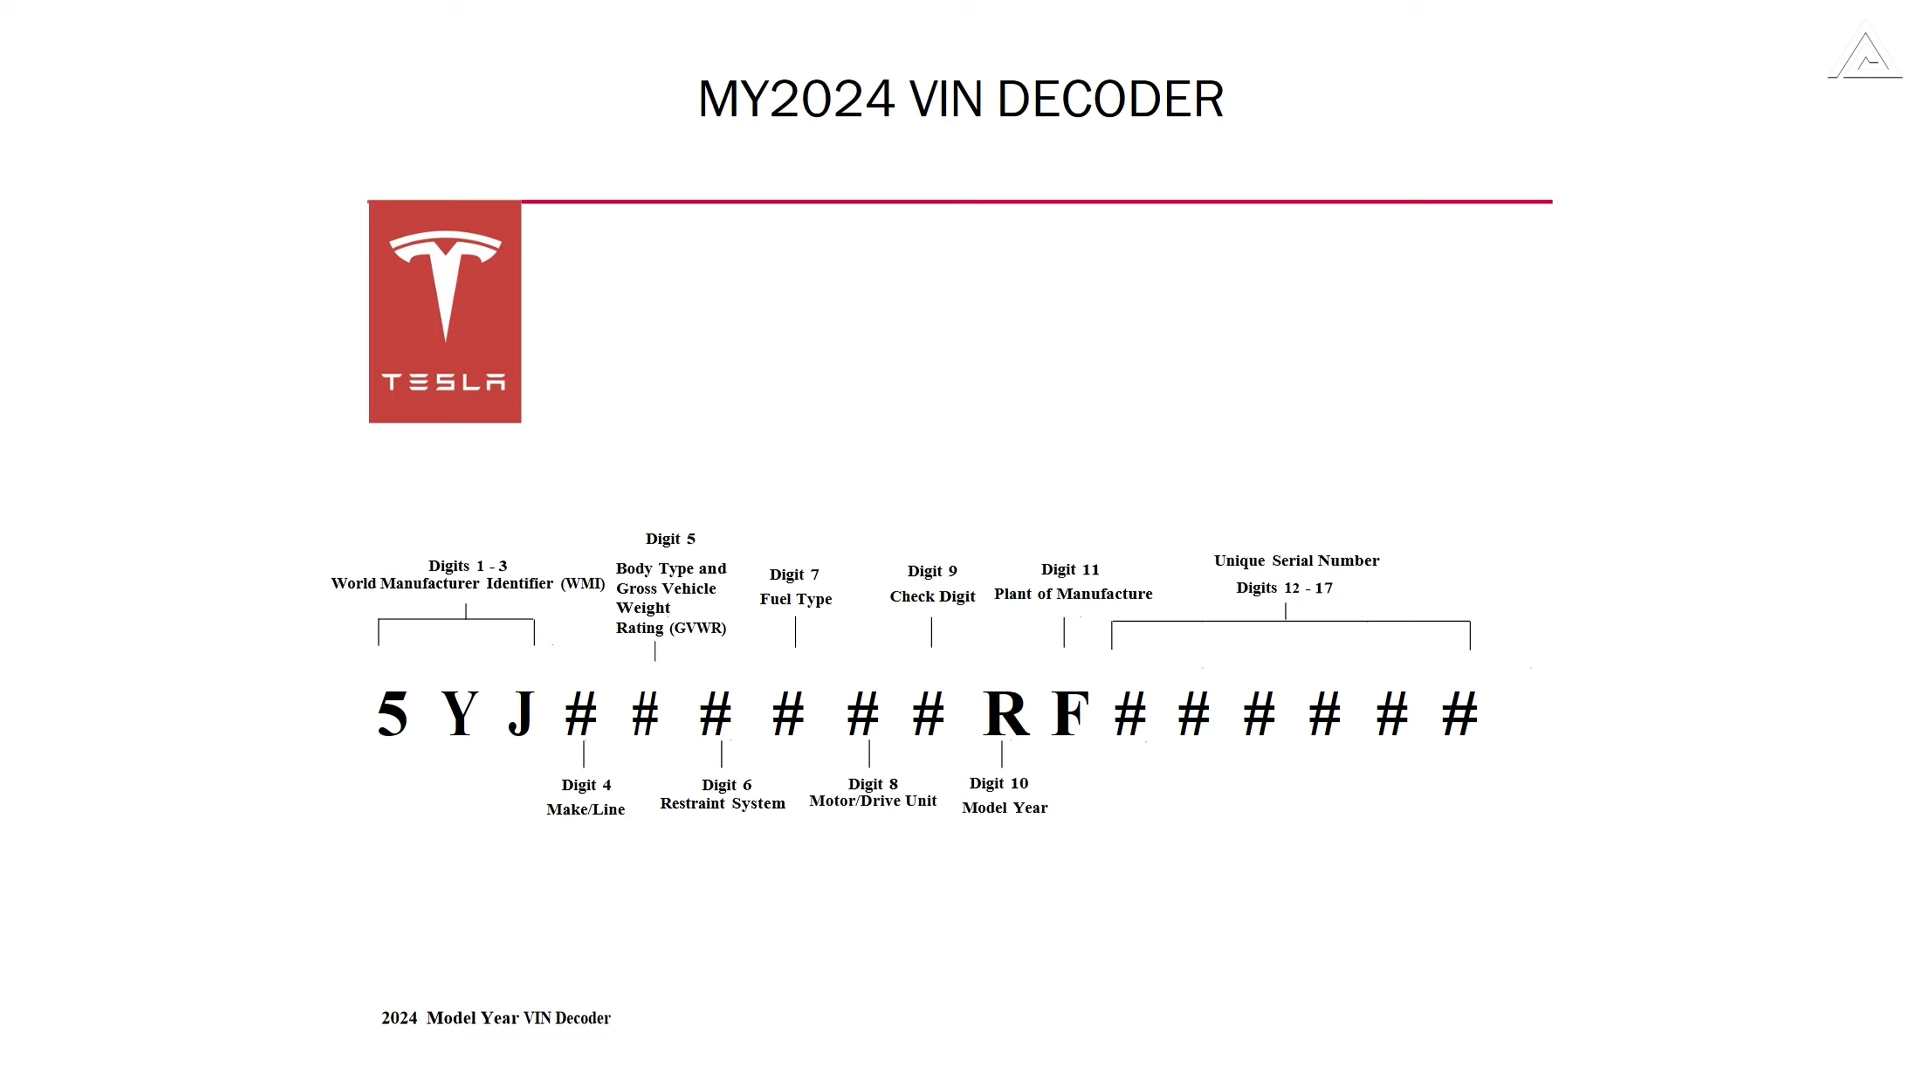 MY2024 VIN DECODER
TESLA
Digits 1 - 3
World Manufacturer Identifier (WMI)
Digit 5
Body Type and
Gross Vehicle
Weight
Rating (GVWR)
Digit 7
Fuel Type
Digit 9
Check Digit
Digit 11
Plant of Manufacture
Unique Serial Number
Digits 12 - 17
5 Y J # # # # # # R F # # # # # #
Digit 4
Make/Line
Digit 6
Restraint System
Digit 8
Motor/Drive Unit
Digit 10
Model Year
2024 Model Year VIN Decoder